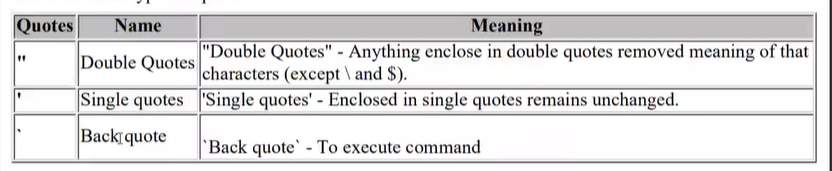 Quotes Name Meaning
" Double Quotes "Double Quotes" - Anything enclose in double quotes removed meaning of that
characters (except \ and $).
' Single quotes 'Single quotes' - Enclosed in single quotes remains unchanged.
` Back quote `Back quote` - To execute command